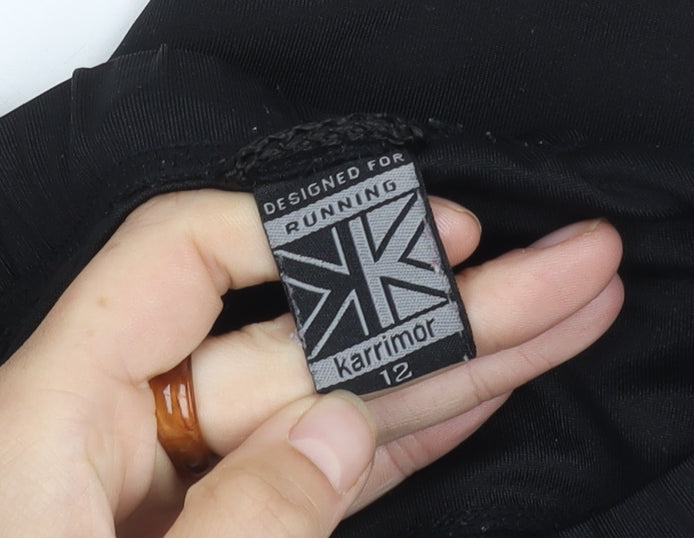 DESIGNED FOR
RUNNING
karrimor
12